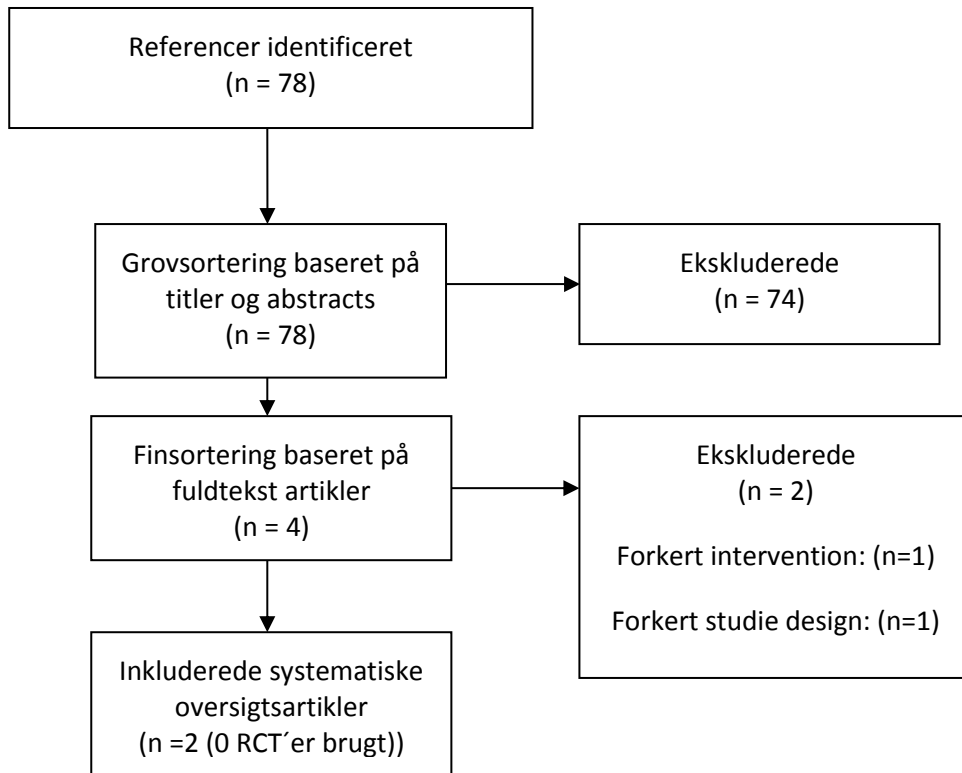 Referencer identificeret
(n = 78)
Grovsortering baseret på
titler og abstracts
(n = 78)
Ekskluderede
(n = 74)
Finsortering baseret på
fuldtekst artikler
(n = 4)
Ekskluderede
(n = 2)
Forkert intervention: (n=1)
Forkert studie design: (n=1)
Inkluderede systematiske
oversigtsartikler
(n =2 (0 RCT´er brugt))